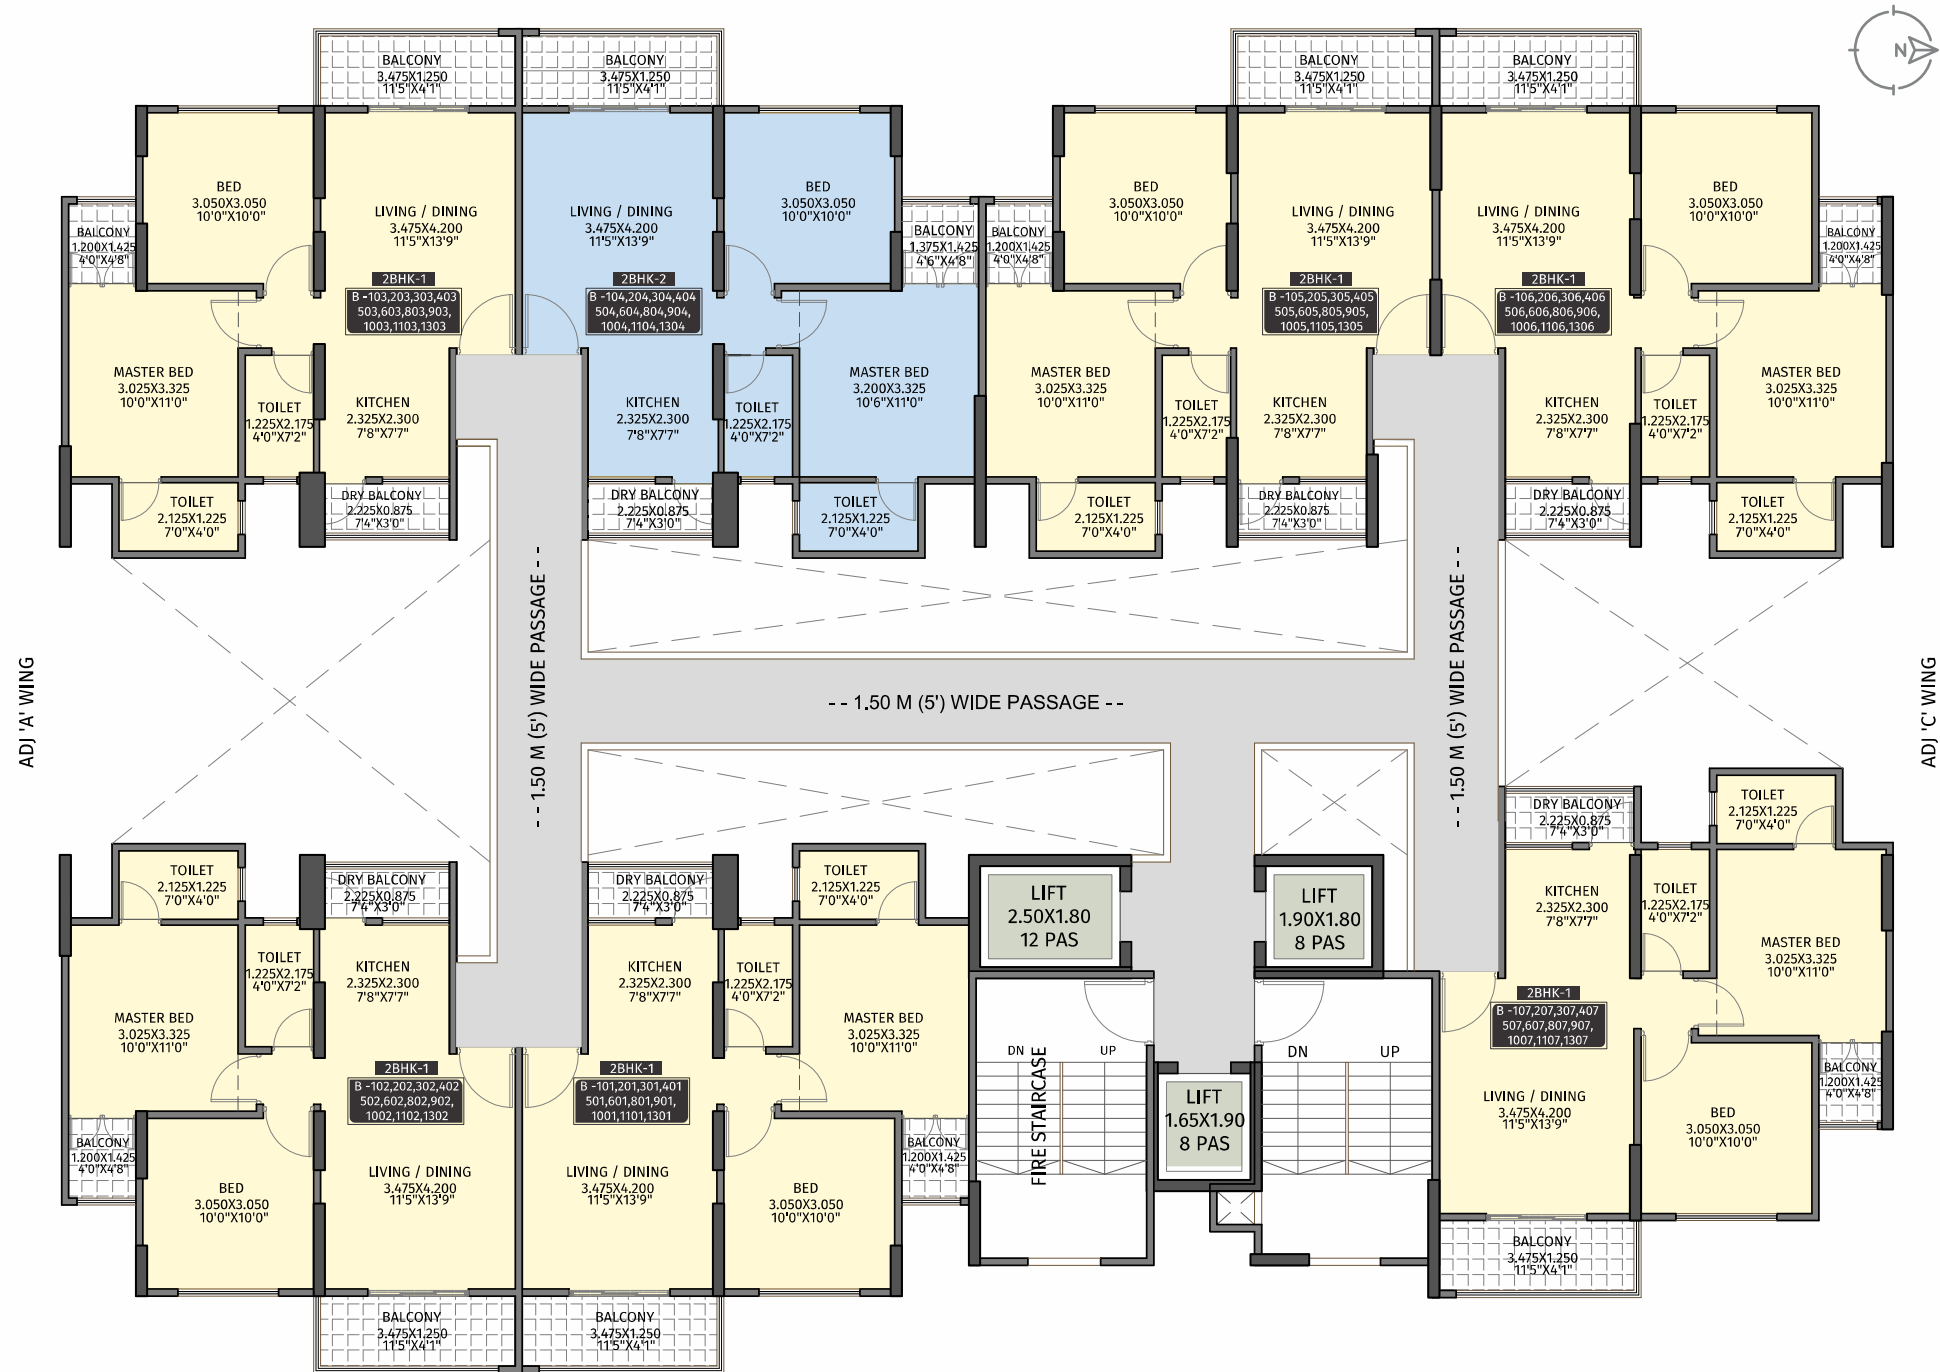 N
BALCONY
3.475X1.250
11'5"X4'1"
BALCONY
3.475X1.250
11'5"X4'1"
BALCONY
3.475X1.250
11'5"X4'1"
BALCONY
3.475X1.250
11'5"X4'1"
BALCONY
1.200X1.425
4'0"X4'8"
BED
3.050X3.050
10'0"X10'0"
LIVING / DINING
3.475X4.200
11'5"X13'9"
2BHK-1
B -103,203,303,403
503,603,803,903,
1003,1103,1303
MASTER BED
3.025X3.325
10'0"X11'0"
TOILET
1.225X2.175
4'0"X7'2"
KITCHEN
2.325X2.300
7'8"X7'7"
TOILET
2.125X1.225
7'0"X4'0"
DRY BALCONY
2.225X0.875
7'4"X3'0"
LIVING / DINING
3.475X4.200
11'5"X13'9"
BED
3.050X3.050
10'0"X10'0"
BALCONY
1.375X1.425
4'6"X4'8"
2BHK-2
B -104,204,304,404
504,604,804,904,
1004,1104,1304
KITCHEN
2.325X2.300
7'8"X7'7"
TOILET
1.225X2.175
4'0"X7'2"
MASTER BED
3.200X3.325
10'6"X11'0"
DRY BALCONY
2.225X0.875
7'4"X3'0"
TOILET
2.125X1.225
7'0"X4'0"
BALCONY
1.200X1.425
4'0"X4'8"
BED
3.050X3.050
10'0"X10'0"
LIVING / DINING
3.475X4.200
11'5"X13'9"
2BHK-1
B -105,205,305,405
505,605,805,905,
1005,1105,1305
MASTER BED
3.025X3.325
10'0"X11'0"
TOILET
1.225X2.175
4'0"X7'2"
KITCHEN
2.325X2.300
7'8"X7'7"
TOILET
2.125X1.225
7'0"X4'0"
DRY BALCONY
2.225X0.875
7'4"X3'0"
LIVING / DINING
3.475X4.200
11'5"X13'9"
BED
3.050X3.050
10'0"X10'0"
BALCONY
1.200X1.425
4'0"X4'8"
2BHK-1
B -106,206,306,406
506,606,806,906,
1006,1106,1306
KITCHEN
2.325X2.300
7'8"X7'7"
TOILET
1.225X2.175
4'0"X7'2"
MASTER BED
3.025X3.325
10'0"X11'0"
DRY BALCONY
2.225X0.875
7'4"X3'0"
TOILET
2.125X1.225
7'0"X4'0"
ADJ 'A' WING
-- 1.50 M (5') WIDE PASSAGE --
-- 1.50 M (5') WIDE PASSAGE --
-- 1.50 M (5') WIDE PASSAGE --
ADJ 'C' WING
TOILET
2.125X1.225
7'0"X4'0"
DRY BALCONY
2.225X0.875
7'4"X3'0"
MASTER BED
3.025X3.325
10'0"X11'0"
TOILET
1.225X2.175
4'0"X7'2"
KITCHEN
2.325X2.300
7'8"X7'7"
2BHK-1
B -102,202,302,402
502,602,802,902,
1002,1102,1302
BALCONY
1.200X1.425
4'0"X4'8"
BED
3.050X3.050
10'0"X10'0"
LIVING / DINING
3.475X4.200
11'5"X13'9"
BALCONY
3.475X1.250
11'5"X4'1"
DRY BALCONY
2.225X0.875
7'4"X3'0"
TOILET
2.125X1.225
7'0"X4'0"
KITCHEN
2.325X2.300
7'8"X7'7"
TOILET
1.225X2.175
4'0"X7'2"
MASTER BED
3.025X3.325
10'0"X11'0"
2BHK-1
B -101,201,301,401
501,601,801,901,
1001,1101,1301
LIVING / DINING
3.475X4.200
11'5"X13'9"
BED
3.050X3.050
10'0"X10'0"
BALCONY
1.200X1.425
4'0"X4'8"
BALCONY
3.475X1.250
11'5"X4'1"
LIFT
2.50X1.80
12 PAS
LIFT
1.90X1.80
8 PAS
DN
UP
FIRE STAIRCASE
DN
UP
LIFT
1.65X1.90
8 PAS
DRY BALCONY
2.225X0.875
7'4"X3'0"
TOILET
2.125X1.225
7'0"X4'0"
KITCHEN
2.325X2.300
7'8"X7'7"
TOILET
1.225X2.175
4'0"X7'2"
MASTER BED
3.025X3.325
10'0"X11'0"
2BHK-1
B -107,207,307,407
507,607,807,907,
1007,1107,1307
LIVING / DINING
3.475X4.200
11'5"X13'9"
BED
3.050X3.050
10'0"X10'0"
BALCONY
1.200X1.425
4'0"X4'8"
BALCONY
3.475X1.250
11'5"X4'1"